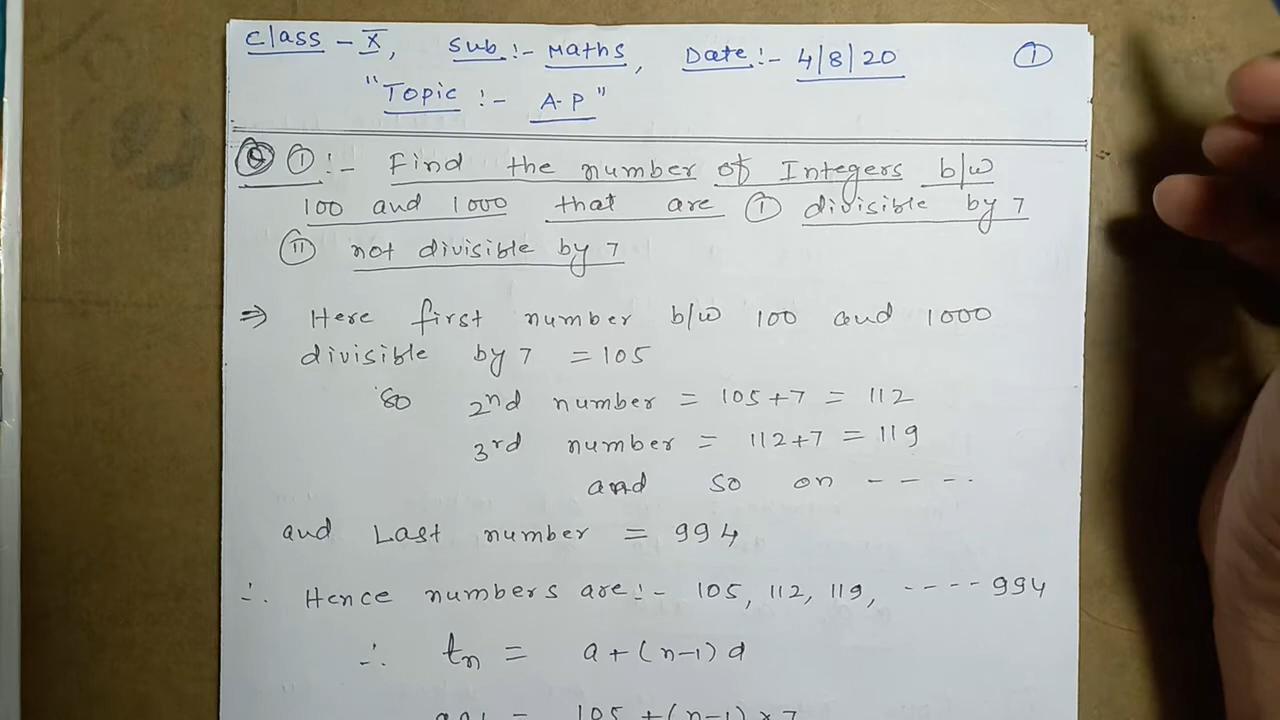 Class - X, Sub :- Maths, Date :- 4/8/20 ①
"Topic :- A.P"
Q ① :- Find the number of Integers b/w
100 and 1000 that are Ⓘ divisible by 7
Ⓘ Ⓘ not divisible by 7
⇒ Here first number b/w 100 and 1000
divisible by 7 = 105
So 2nd number = 105+7 = 112
3rd number = 112+7 = 119
and so on ----
and Last number = 994
∴ Hence numbers are :- 105, 112, 119, ---- 994
∴ tn = a+(n-1)d
= 105 +(n-1)×7